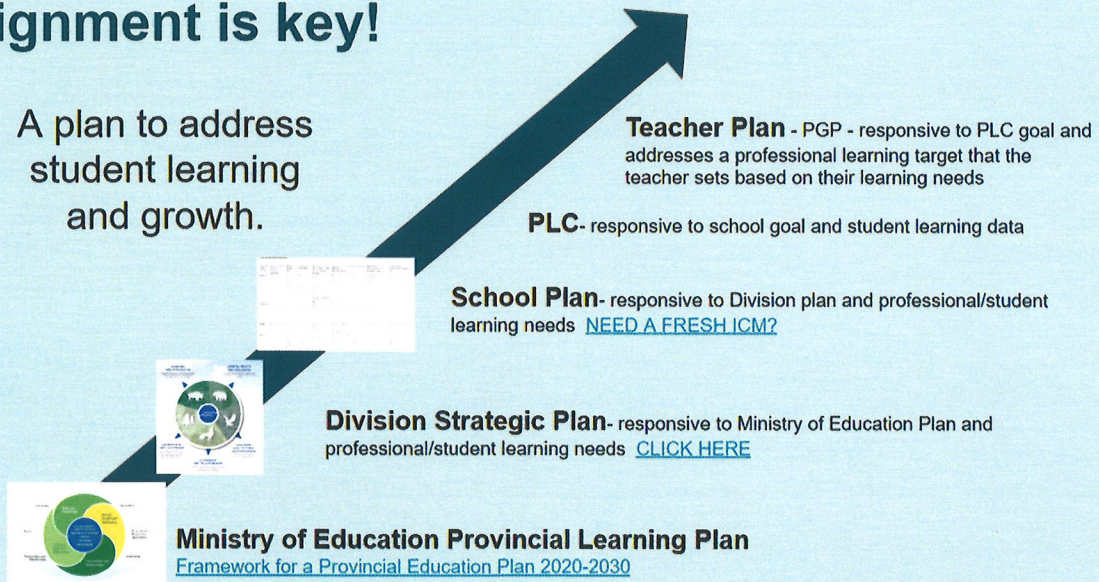 ignment is key!
A plan to address
student learning
and growth.
Teacher Plan - PGP - responsive to PLC goal and
addresses a professional learning target that the
teacher sets based on their learning needs
PLC- responsive to school goal and student learning data
School Plan- responsive to Division plan and professional/student
learning needs NEED A FRESH ICM?
Division Strategic Plan- responsive to Ministry of Education Plan and
professional/student learning needs CLICK HERE
Ministry of Education Provincial Learning Plan
Framework for a Provincial Education Plan 2020-2030